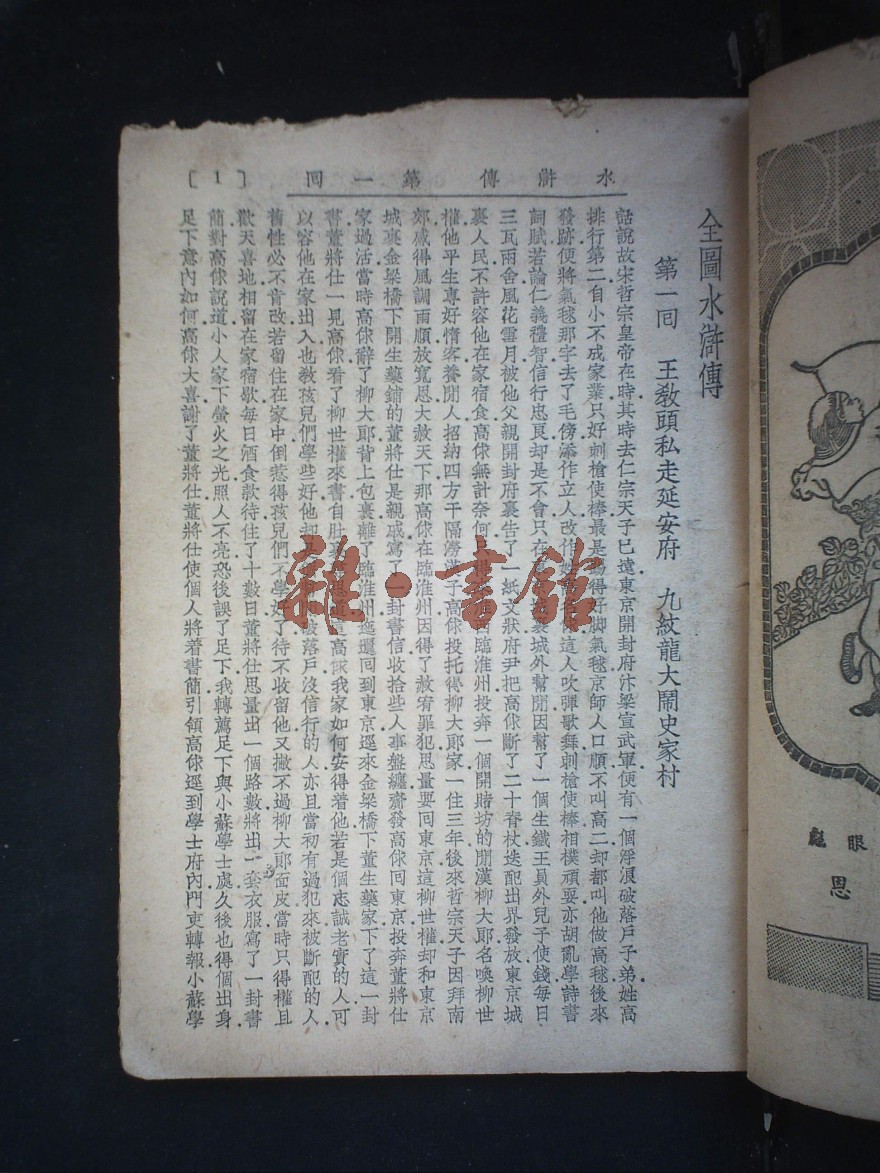 水滸傳 第一回 〔1〕
全圖水滸傳
第一回 王教頭私走延安府 九紋龍大鬧史家村
話說故宋哲宗皇帝在時其時去仁宗天子已遠東京開封府汴梁宣武軍便有一個浮浪破落戶子弟姓高
排行第二自小不成家業只好刺槍使棒最是踢得好脚氣毬京師人口順不叫高二却都叫他做高毬後來
發跡便將氣毬那字去了毛傍添作立人改作姓高名俅這人吹彈歌舞刺槍使棒相撲頑耍亦胡亂學詩書
詞賦若論仁義禮智信行忠良却是不會只在東京城裏城外幫閒因幫了一個生鐵王員外兒子使錢每日
三瓦兩舍風花雪月被他父親開封府裏告了一紙文狀府尹把高俅斷了二十脊杖迭配出界發放東京城
裏人民不許容他在家宿食高俅無計奈何只得來臨淮州投奔一個開賭坊的閒漢柳大郎名喚柳世
權他平生專好惜客養閒人招納四方干隔澇漢子高俅投托得柳大郎家一住三年後來哲宗天子因拜南
郊感得風調雨順放寬恩大赦天下那高俅在臨淮州因得了赦宥罪犯思量要回東京這柳世權却和東京
城裏金梁橋下開生藥鋪的董將仕是親戚寫了一封書信收拾些人事盤纏齎發高俅回東京投奔董將仕
家過活當時高俅辭了柳大郎背上包裹離了臨淮州迤邐回到東京逕來金梁橋下董生藥家下了這一封
書董將仕一見高俅看了柳世權來書自肚裏尋思道這高俅我家如何安得着他若是個志誠老實的人可
以容他在家出入也教孩兒們學些好他却是個幫閒破落戶沒信行的人亦且當初有過犯來被斷配的人
舊性必不肯改若留住在家中倒惹得孩兒們不學好了待不收留他又撇不過柳大郎面皮當時只得權且
歡天喜地相留在家宿歇每日酒食款待住了十數日董將仕思量出一個路數將出一套衣服寫了一封書
簡對高俅說道小人家下螢火之光照人不亮恐後誤了足下我轉薦足下與小蘇學士處久後也得個出身
足下意內如何高俅大喜謝了董將仕董將仕使個人將着書簡引領高俅逕到學士府內門吏轉報小蘇學
雜·書館
眼彪
恩